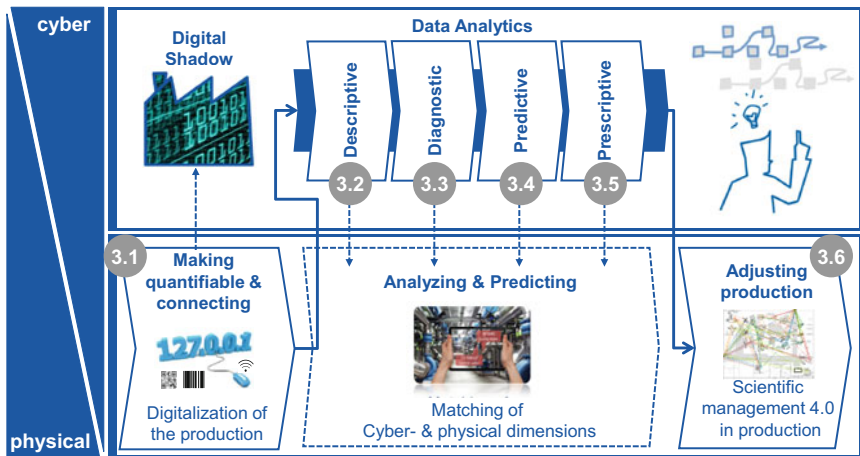 cyber
physical
Digital
Shadow
Data Analytics
Descriptive
Diagnostic
Predictive
Prescriptive
3.2
3.3
3.4
3.5
3.1
Making
quantifiable &
connecting
127.0.0.1
Digitalization of
the production
Analyzing & Predicting
Matching of
Cyber- & physical dimensions
3.6
Adjusting
production
Scientific
management 4.0
in production